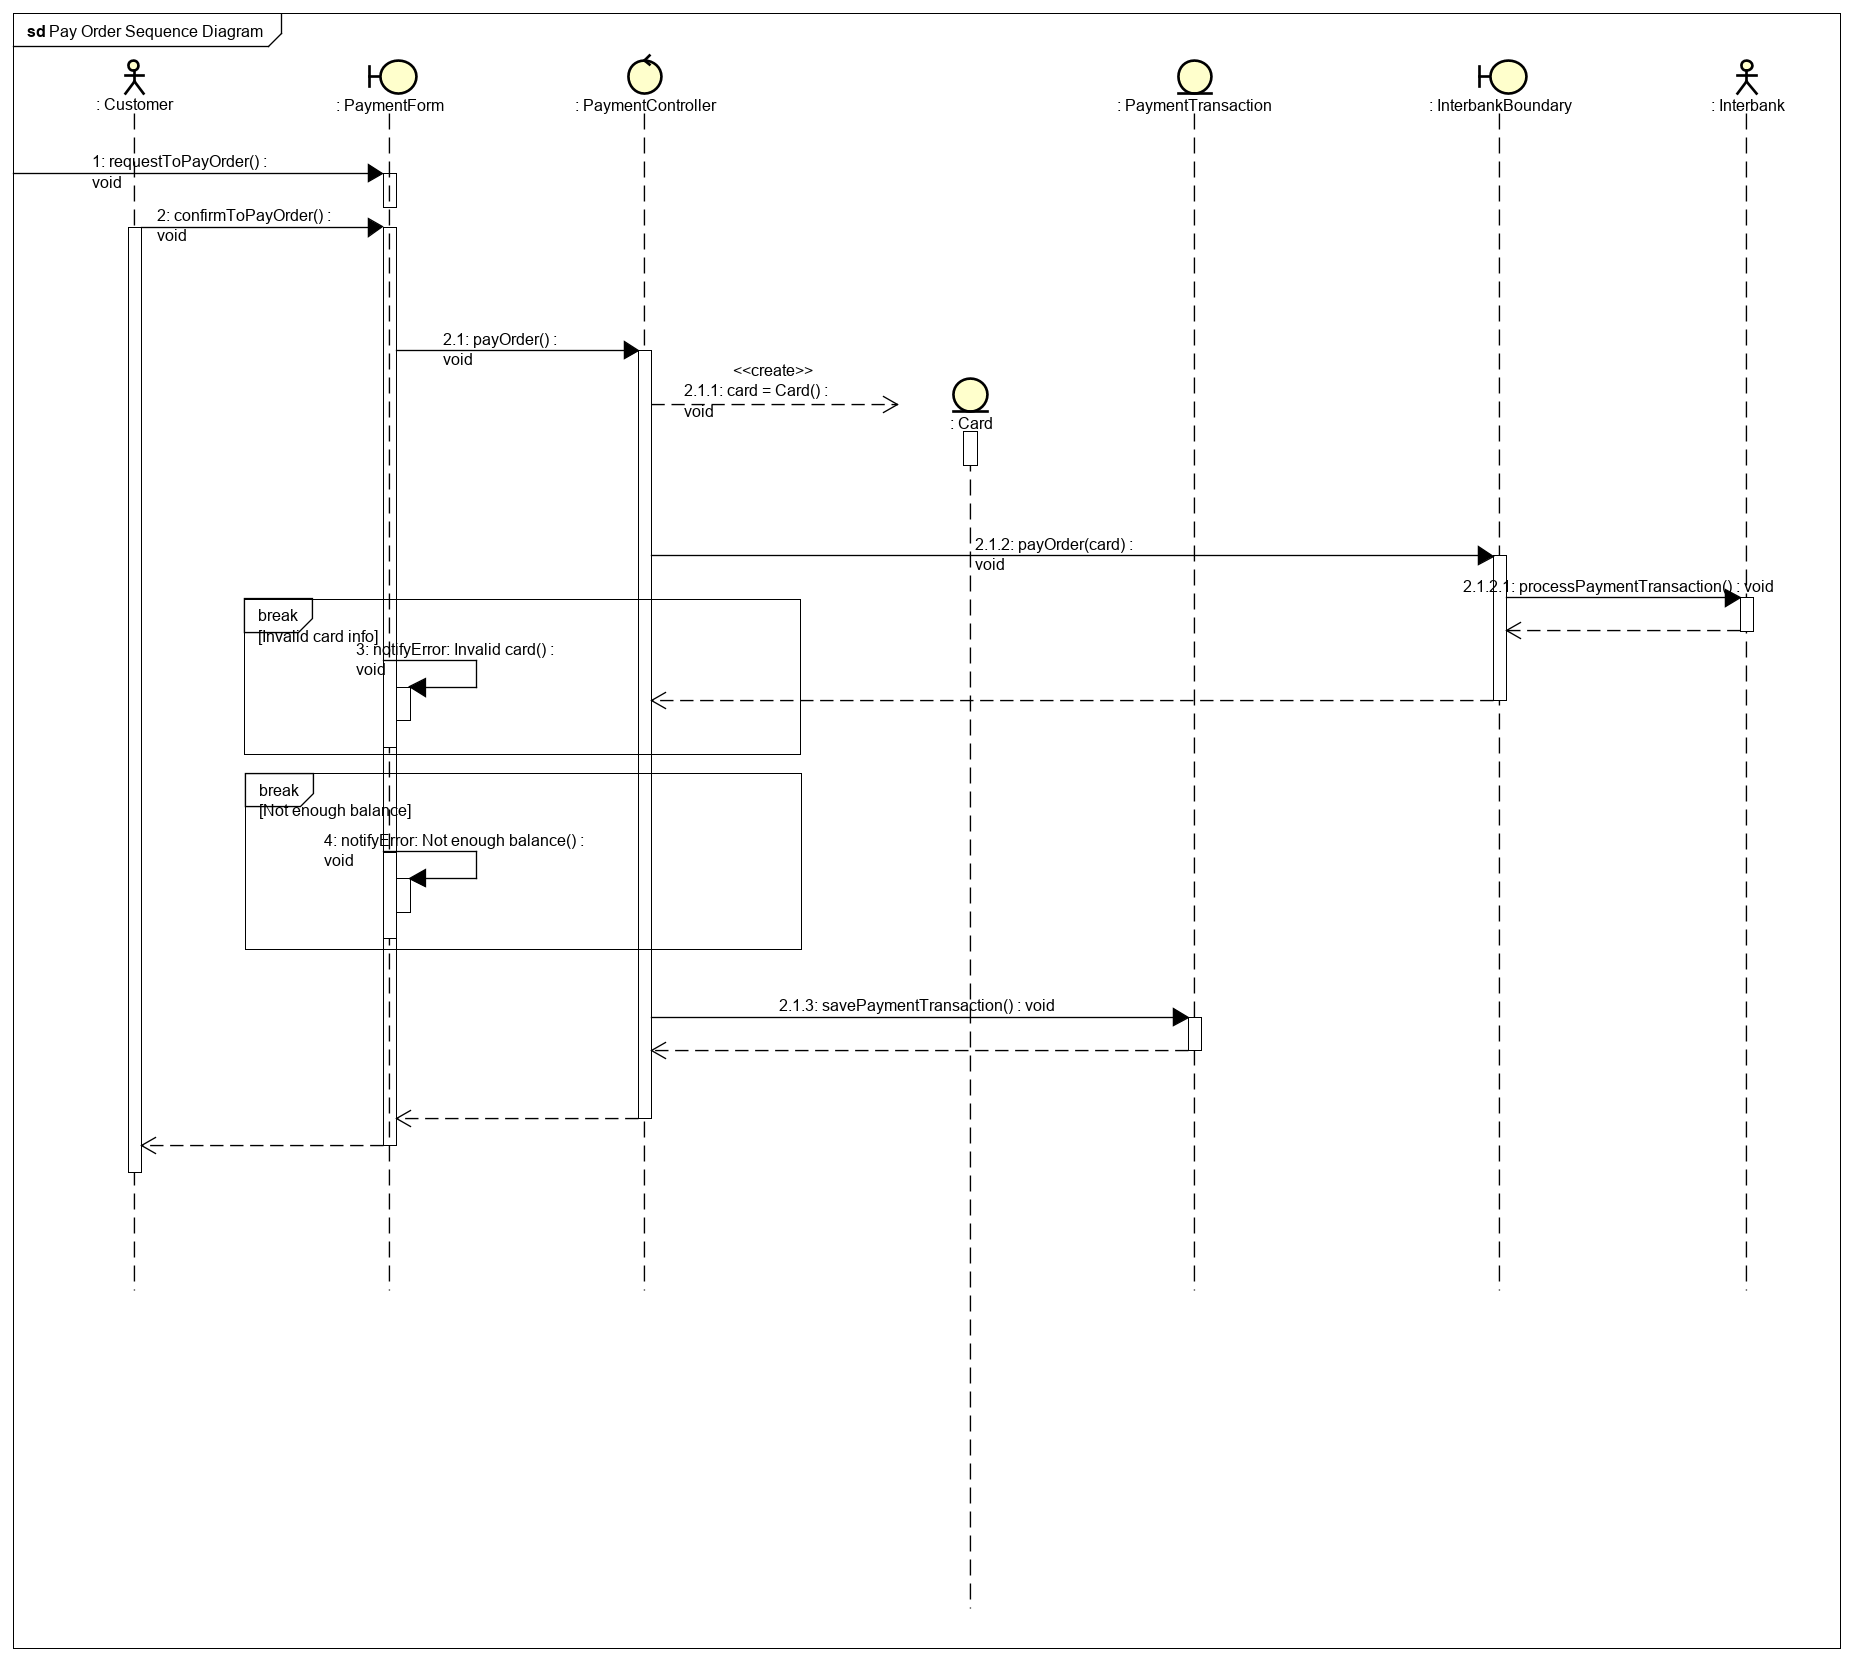 sd Pay Order Sequence Diagram
: Customer
: PaymentForm
: PaymentController
: PaymentTransaction
: InterbankBoundary
: Interbank
1: requestToPayOrder() :
void
2: confirmToPayOrder() :
void
2.1: payOrder() :
void
<<create>>
2.1.1: card = Card() :
void
: Card
2.1.2: payOrder(card) :
void
2.1.2.1: processPaymentTransaction() : void
break
[Invalid card info]
3: notifyError: Invalid card() :
void
break
[Not enough balance]
4: notifyError: Not enough balance() :
void
2.1.3: savePaymentTransaction() : void